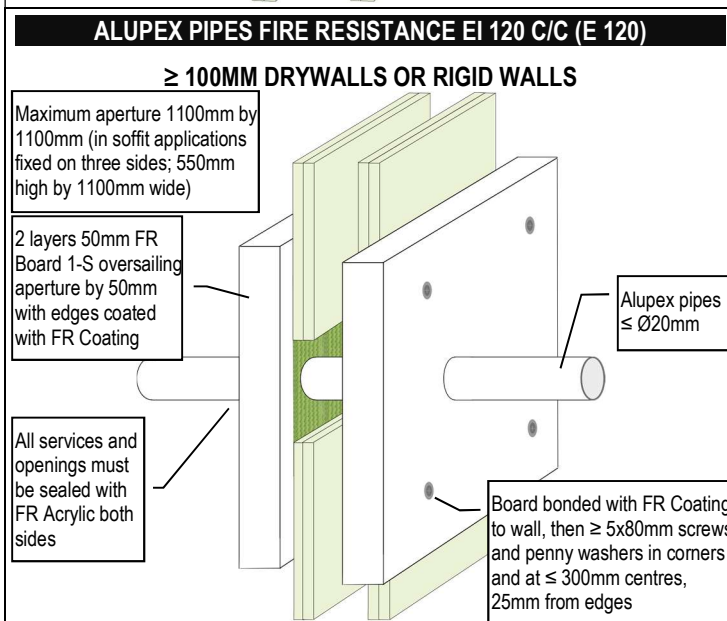 ALUPEX PIPES FIRE RESISTANCE EI 120 C/C (E 120)
≥ 100MM DRYWALLS OR RIGID WALLS
Maximum aperture 1100mm by
1100mm (in soffit applications
fixed on three sides; 550mm
high by 1100mm wide)
2 layers 50mm FR
Board 1-S oversailing
aperture by 50mm
with edges coated
with FR Coating
Alupex pipes
≤ Ø20mm
All services and
openings must
be sealed with
FR Acrylic both
sides
Board bonded with FR Coating
to wall, then ≥ 5x80mm screws
and penny washers in corners
and at ≤ 300mm centres,
25mm from edges